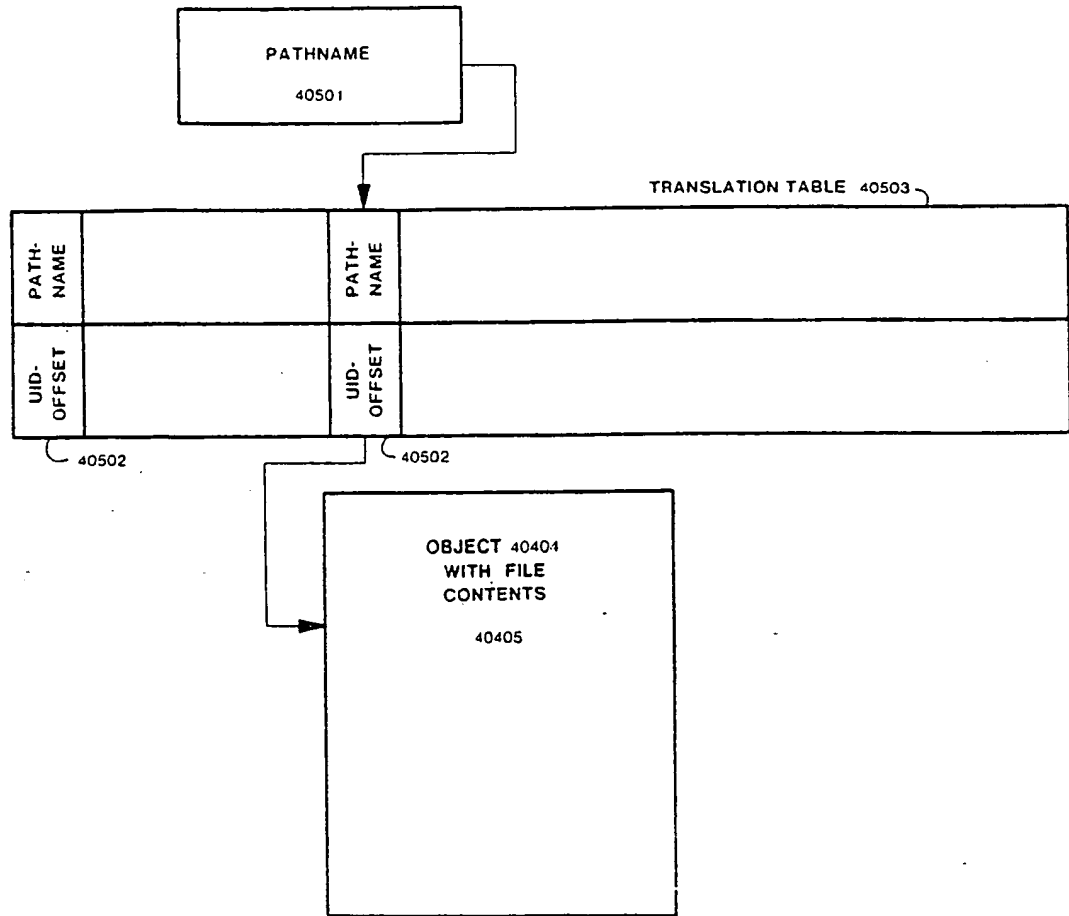 PATHNAME
40501
TRANSLATION TABLE 40503
PATH-
NAME
PATH-
NAME
UID-
OFFSET
UID-
OFFSET
40502
40502
OBJECT 40404
WITH FILE
CONTENTS
40405